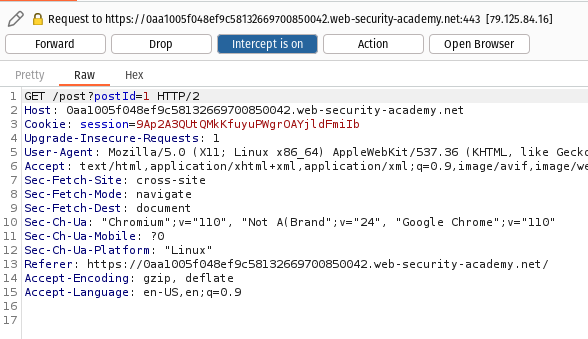 Request to https://0aa1005f048ef9c58132669700850042.web-security-academy.net:443 [79.125.84.16]
Forward Drop Intercept is on Action Open Browser
Pretty Raw Hex
1 GET /post?postId=1 HTTP/2
2 Host: 0aa1005f048ef9c58132669700850042.web-security-academy.net
3 Cookie: session=9Ap2A3QUtQMkKfuyuPWgrOAYjldFmiIb
4 Upgrade-Insecure-Requests: 1
5 User-Agent: Mozilla/5.0 (X11; Linux x86_64) AppleWebKit/537.36 (KHTML, like Gecko
6 Accept: text/html,application/xhtml+xml,application/xml;q=0.9,image/avif,image/we
7 Sec-Fetch-Site: cross-site
8 Sec-Fetch-Mode: navigate
9 Sec-Fetch-Dest: document
10 Sec-Ch-Ua: "Chromium";v="110", "Not A(Brand";v="24", "Google Chrome";v="110"
11 Sec-Ch-Ua-Mobile: ?0
12 Sec-Ch-Ua-Platform: "Linux"
13 Referer: https://0aa1005f048ef9c58132669700850042.web-security-academy.net/
14 Accept-Encoding: gzip, deflate
15 Accept-Language: en-US,en;q=0.9
16
17